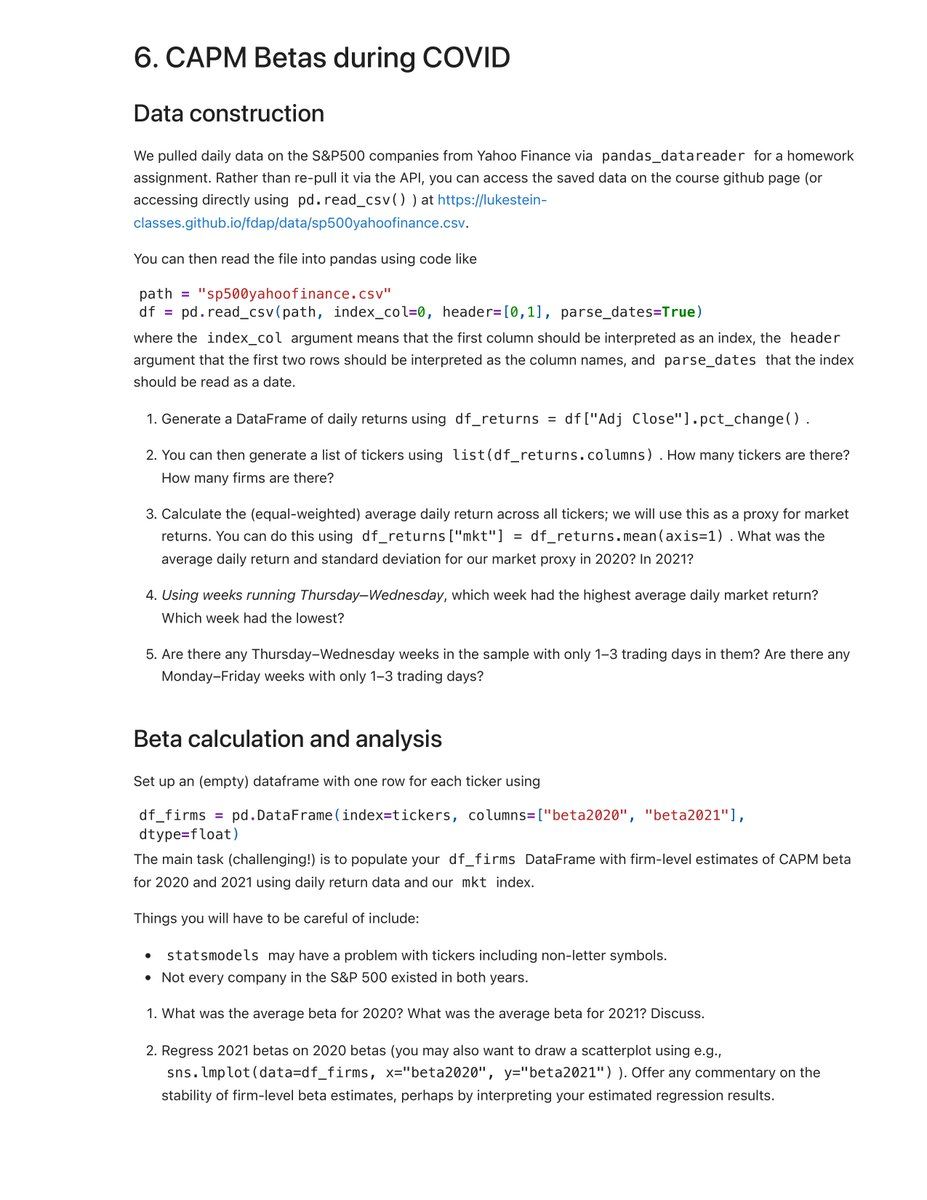 6. CAPM Betas during COVID
Data construction
We pulled daily data on the S&P500 companies from Yahoo Finance via pandas_datareader for a homework
assignment. Rather than re-pull it via the API, you can access the saved data on the course github page (or
accessing directly using pd.read_csv() ) at https://lukestein-
classes.github.io/fdap/data/sp500yahoofinance.csv.
You can then read the file into pandas using code like
path = "sp500yahoofinance.csv"
df = pd.read_csv(path, index_col=0, header=[0,1], parse_dates=True)
where the index_col argument means that the first column should be interpreted as an index, the header
argument that the first two rows should be interpreted as the column names, and parse_dates that the index
should be read as a date.
1. Generate a DataFrame of daily returns using df_returns = df["Adj Close"].pct_change() .
2. You can then generate a list of tickers using list(df_returns.columns) . How many tickers are there?
How many firms are there?
3. Calculate the (equal-weighted) average daily return across all tickers; we will use this as a proxy for market
returns. You can do this using df_returns["mkt"] = df_returns.mean(axis=1) . What was the
average daily return and standard deviation for our market proxy in 2020? In 2021?
4. Using weeks running Thursday–Wednesday, which week had the highest average daily market return?
Which week had the lowest?
5. Are there any Thursday–Wednesday weeks in the sample with only 1–3 trading days in them? Are there any
Monday–Friday weeks with only 1–3 trading days?
Beta calculation and analysis
Set up an (empty) dataframe with one row for each ticker using
df_firms = pd.DataFrame(index=tickers, columns=["beta2020", "beta2021"],
dtype=float)
The main task (challenging!) is to populate your df_firms DataFrame with firm-level estimates of CAPM beta
for 2020 and 2021 using daily return data and our mkt index.
Things you will have to be careful of include:
• statsmodels may have a problem with tickers including non-letter symbols.
• Not every company in the S&P 500 existed in both years.
1. What was the average beta for 2020? What was the average beta for 2021? Discuss.
2. Regress 2021 betas on 2020 betas (you may also want to draw a scatterplot using e.g.,
sns.lmplot(data=df_firms, x="beta2020", y="beta2021") ). Offer any commentary on the
stability of firm-level beta estimates, perhaps by interpreting your estimated regression results.